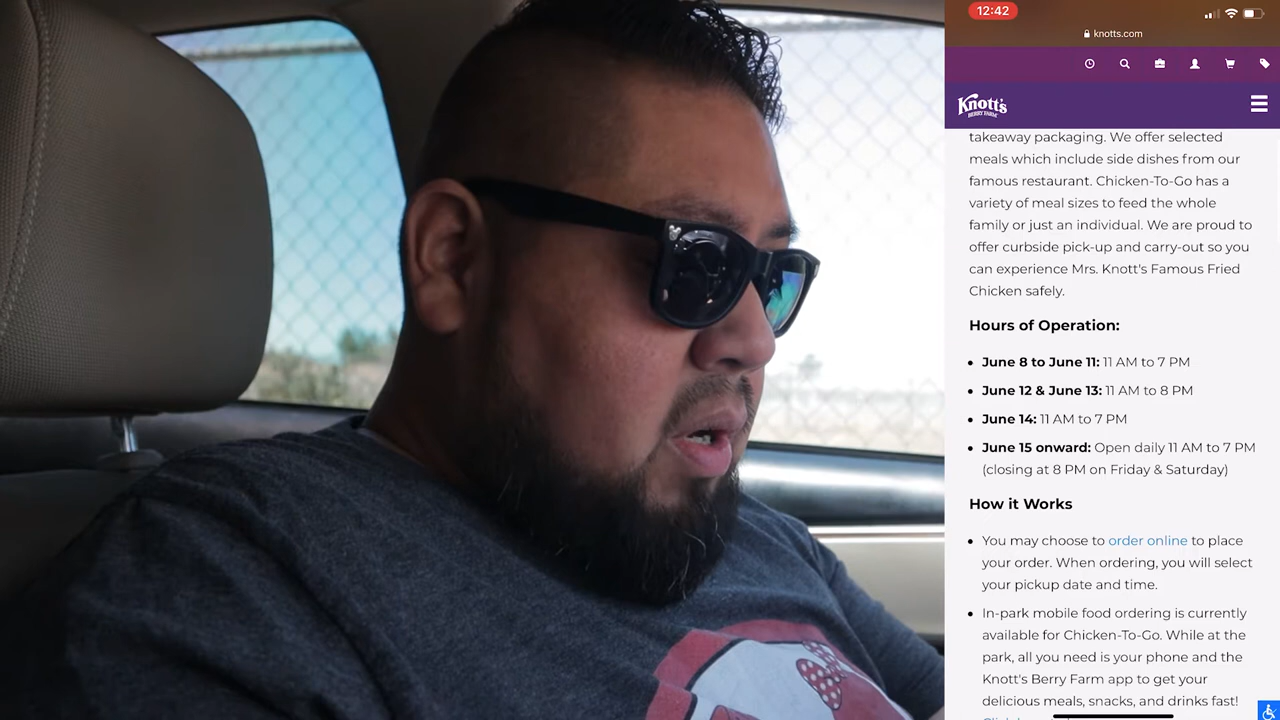 12:42
knotts.com
Knott's
BERRY FARM
takeaway packaging. We offer selected
meals which include side dishes from our
famous restaurant. Chicken-To-Go has a
variety of meal sizes to feed the whole
family or just an individual. We are proud to
offer curbside pick-up and carry-out so you
can experience Mrs. Knott's Famous Fried
Chicken safely.
Hours of Operation:
• June 8 to June 11: 11 AM to 7 PM
• June 12 & June 13: 11 AM to 8 PM
• June 14: 11 AM to 7 PM
• June 15 onward: Open daily 11 AM to 7 PM
(closing at 8 PM on Friday & Saturday)
How it Works
• You may choose to order online to place
your order. When ordering, you will select
your pickup date and time.
• In-park mobile food ordering is currently
available for Chicken-To-Go. While at the
park, all you need is your phone and the
Knott's Berry Farm app to get your
delicious meals, snacks, and drinks fast!